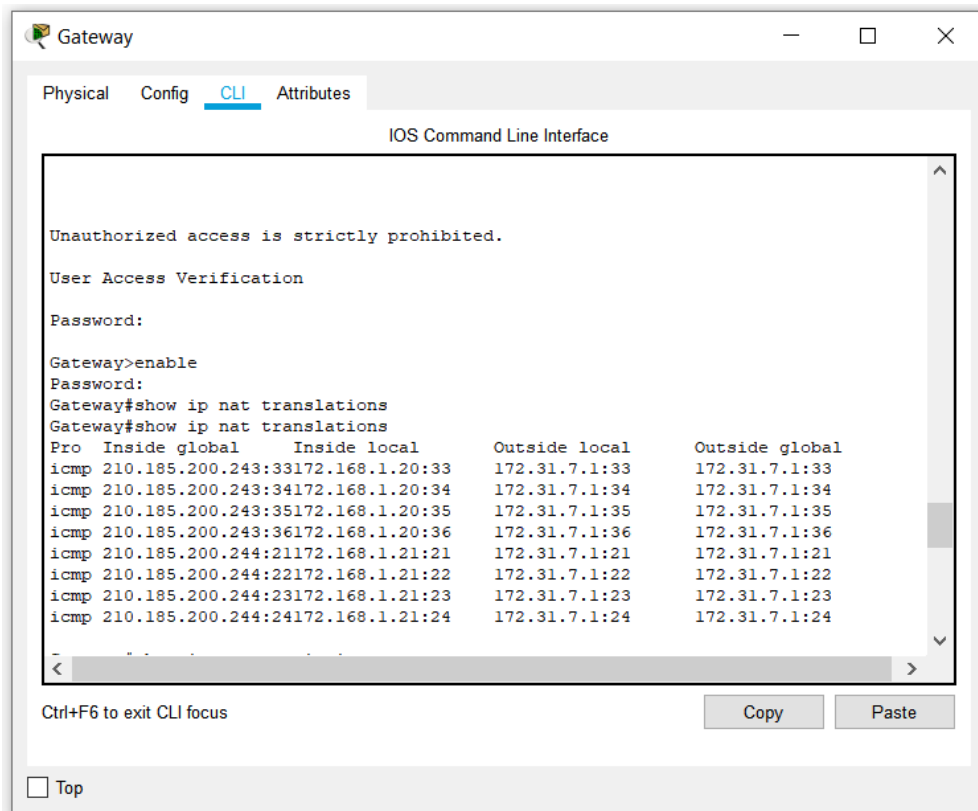 Gateway
Physical Config CLI Attributes
IOS Command Line Interface
Unauthorized access is strictly prohibited.
User Access Verification
Password:
Gateway>enable
Password:
Gateway#show ip nat translations
Gateway#show ip nat translations
Pro  Inside global     Inside local       Outside local      Outside global
icmp 210.185.200.243:33172.168.1.20:33    172.31.7.1:33      172.31.7.1:33
icmp 210.185.200.243:34172.168.1.20:34    172.31.7.1:34      172.31.7.1:34
icmp 210.185.200.243:35172.168.1.20:35    172.31.7.1:35      172.31.7.1:35
icmp 210.185.200.243:36172.168.1.20:36    172.31.7.1:36      172.31.7.1:36
icmp 210.185.200.244:21172.168.1.21:21    172.31.7.1:21      172.31.7.1:21
icmp 210.185.200.244:22172.168.1.21:22    172.31.7.1:22      172.31.7.1:22
icmp 210.185.200.244:23172.168.1.21:23    172.31.7.1:23      172.31.7.1:23
icmp 210.185.200.244:24172.168.1.21:24    172.31.7.1:24      172.31.7.1:24
Ctrl+F6 to exit CLI focus
Copy Paste
Top